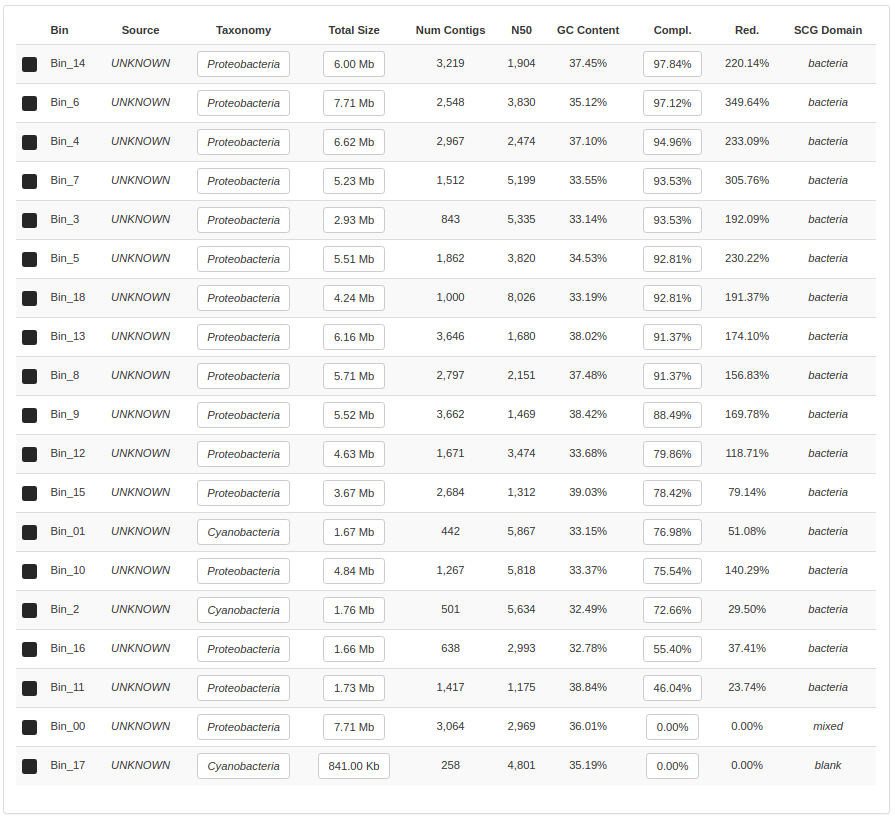 Bin Source Taxonomy Total Size Num Contigs N50 GC Content Compl. Red. SCG Domain
Bin_14 UNKNOWN Proteobacteria 6.00 Mb 3,219 1,904 37.45% 97.84% 220.14% bacteria
Bin_6 UNKNOWN Proteobacteria 7.71 Mb 2,548 3,830 35.12% 97.12% 349.64% bacteria
Bin_4 UNKNOWN Proteobacteria 6.62 Mb 2,967 2,474 37.10% 94.96% 233.09% bacteria
Bin_7 UNKNOWN Proteobacteria 5.23 Mb 1,512 5,199 33.55% 93.53% 305.76% bacteria
Bin_3 UNKNOWN Proteobacteria 2.93 Mb 843 5,335 33.14% 93.53% 192.09% bacteria
Bin_5 UNKNOWN Proteobacteria 5.51 Mb 1,862 3,820 34.53% 92.81% 230.22% bacteria
Bin_18 UNKNOWN Proteobacteria 4.24 Mb 1,000 8,026 33.19% 92.81% 191.37% bacteria
Bin_13 UNKNOWN Proteobacteria 6.16 Mb 3,646 1,680 38.02% 91.37% 174.10% bacteria
Bin_8 UNKNOWN Proteobacteria 5.71 Mb 2,797 2,151 37.48% 91.37% 156.83% bacteria
Bin_9 UNKNOWN Proteobacteria 5.52 Mb 3,662 1,469 38.42% 88.49% 169.78% bacteria
Bin_12 UNKNOWN Proteobacteria 4.63 Mb 1,671 3,474 33.68% 79.86% 118.71% bacteria
Bin_15 UNKNOWN Proteobacteria 3.67 Mb 2,684 1,312 39.03% 78.42% 79.14% bacteria
Bin_01 UNKNOWN Cyanobacteria 1.67 Mb 442 5,867 33.15% 76.98% 51.08% bacteria
Bin_10 UNKNOWN Proteobacteria 4.84 Mb 1,267 5,818 33.37% 75.54% 140.29% bacteria
Bin_2 UNKNOWN Cyanobacteria 1.76 Mb 501 5,634 32.49% 72.66% 29.50% bacteria
Bin_16 UNKNOWN Proteobacteria 1.66 Mb 638 2,993 32.78% 55.40% 37.41% bacteria
Bin_11 UNKNOWN Proteobacteria 1.73 Mb 1,417 1,175 38.84% 46.04% 23.74% bacteria
Bin_00 UNKNOWN Proteobacteria 7.71 Mb 3,064 2,969 36.01% 0.00% 0.00% mixed
Bin_17 UNKNOWN Cyanobacteria 841.00 Kb 258 4,801 35.19% 0.00% 0.00% blank